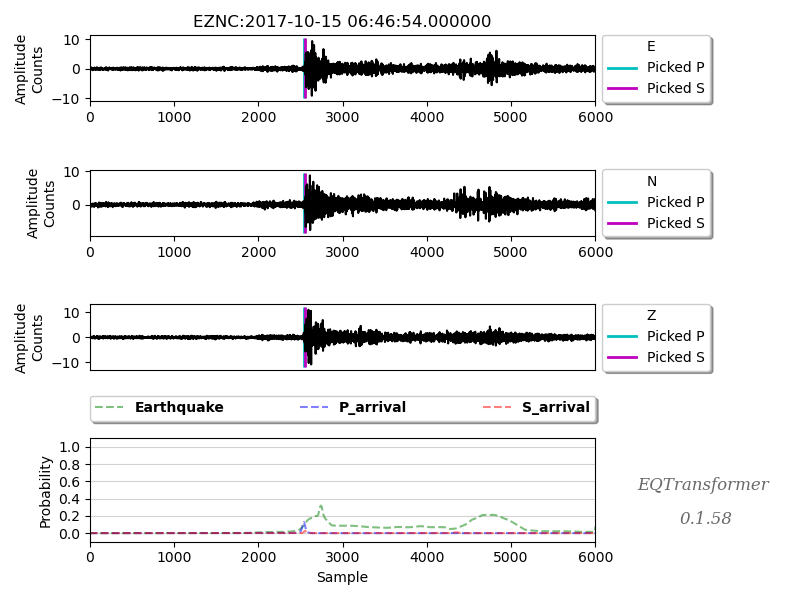 EZNC:2017-10-15 06:46:54.000000
Amplitude
Counts
10
0
−10
0 1000 2000 3000 4000 5000 6000
E
Picked P
Picked S
Amplitude
Counts
10
0
0 1000 2000 3000 4000 5000 6000
N
Picked P
Picked S
Amplitude
Counts
10
0
−10
0 1000 2000 3000 4000 5000 6000
Z
Picked P
Picked S
Earthquake P_arrival S_arrival
Probability
1.0
0.8
0.6
0.4
0.2
0.0
0 1000 2000 3000 4000 5000 6000
Sample
EQTransformer
0.1.58